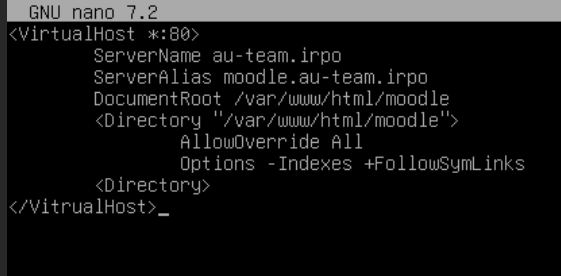 GNU nano 7.2
<VirtualHost *:80>
ServerName au-team.irpo
ServerAlias moodle.au-team.irpo
DocumentRoot /var/www/html/moodle
<Directory "/var/www/html/moodle">
AllowOverride All
Options -Indexes +FollowSymLinks
<Directory>
</VitrualHost>_